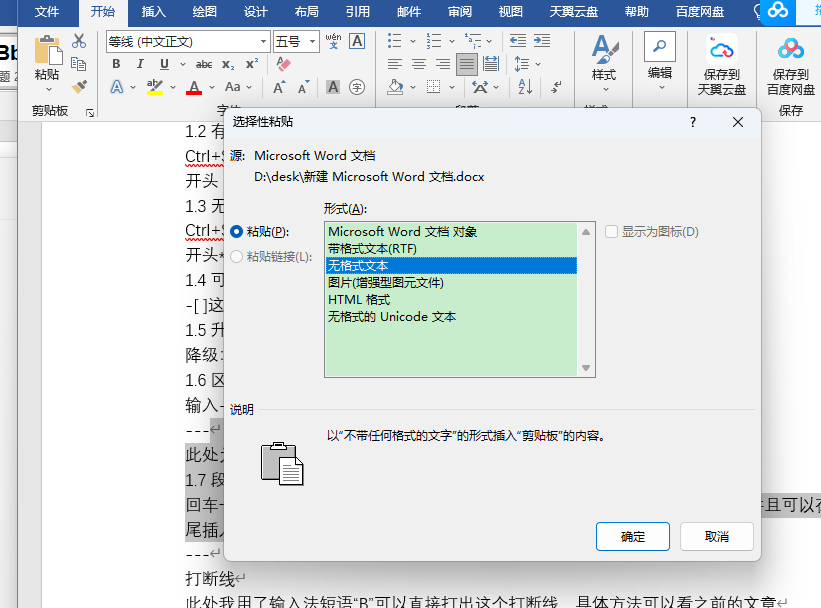 文件 开始 插入 绘图 设计 布局 引用 邮件 审阅 视图 天翼云盘 帮助 百度网盘
等线 (中文正文) 五号 wén 文 A
粘贴 B I U abc x₂ x² 样式 编辑 保存到 保存到
A A Aa A A A 字 天翼云盘 百度网盘
剪贴板 保存
选择性粘贴 ?
源: Microsoft Word 文档
D:\desk\新建 Microsoft Word 文档.docx
形式(A):
粘贴(P):
粘贴链接(L):
Microsoft Word 文档 对象
带格式文本(RTF)
无格式文本
图片(增强型图元文件)
HTML 格式
无格式的 Unicode 文本
显示为图标(D)
说明
以“不带任何格式的文字”的形式插入“剪贴板”的内容。
确定 取消
1.2 有
Ctrl+S
开头
1.3 无
Ctrl+S
开头*
1.4 可
-[ ]这
1.5 升
降级:
1.6 区
输入-
---
此处
1.7 段
回车 且可以在
尾插入
---
打断线
此处我用了输入法短语“B”可以直接打出这个打断线，具体方法可以看之前的文章